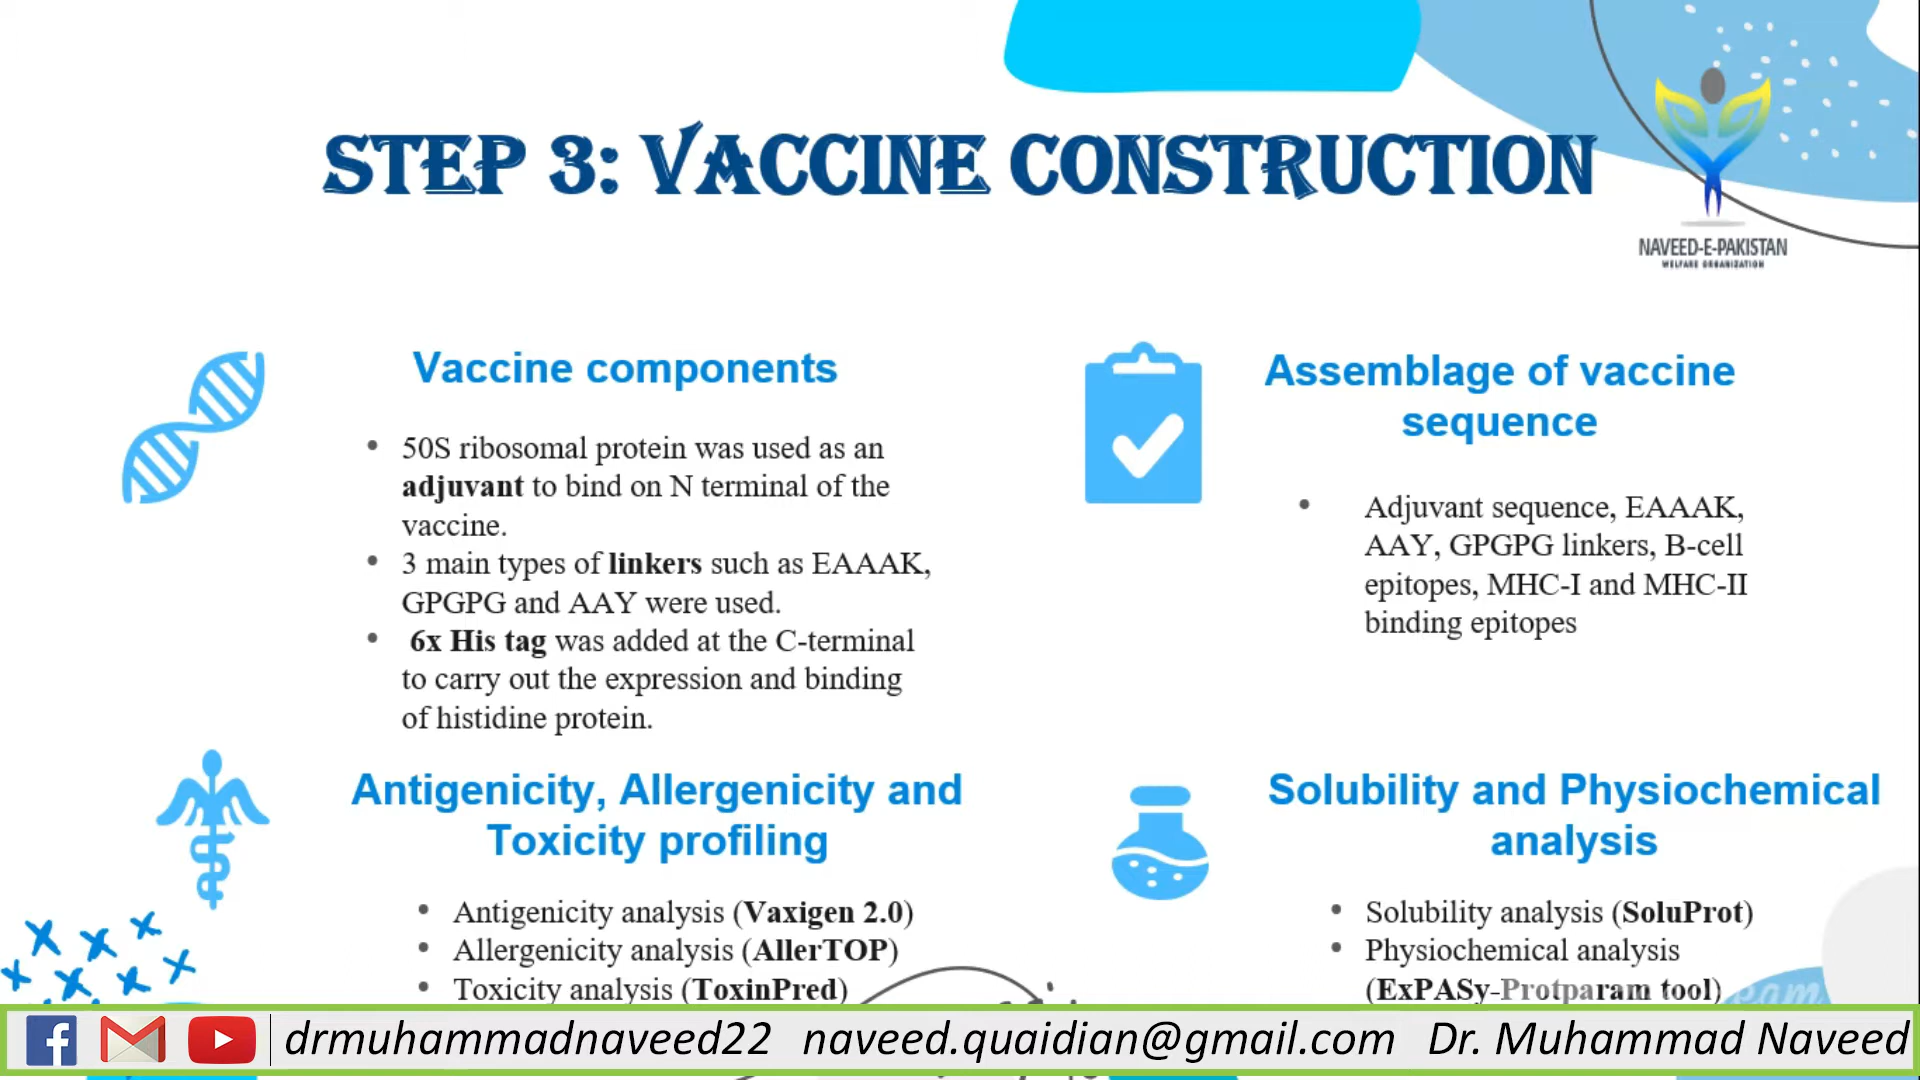 STEP 3: VACCINE CONSTRUCTION
NAVEED-E-PAKISTAN
WELFARE ORGANIZATION
Vaccine components
• 50S ribosomal protein was used as an
adjuvant to bind on N terminal of the
vaccine.
• 3 main types of linkers such as EAAAK,
GPGPG and AAY were used.
• 6x His tag was added at the C-terminal
to carry out the expression and binding
of histidine protein.
Assemblage of vaccine
sequence
• Adjuvant sequence, EAAAK,
AAY, GPGPG linkers, B-cell
epitopes, MHC-I and MHC-II
binding epitopes
Antigenicity, Allergenicity and
Toxicity profiling
• Antigenicity analysis (Vaxigen 2.0)
• Allergenicity analysis (AllerTOP)
• Toxicity analysis (ToxinPred)
Solubility and Physiochemical
analysis
• Solubility analysis (SoluProt)
• Physiochemical analysis
(ExPASy-Protparam tool)
drmuhammadnaveed22 naveed.quaidian@gmail.com Dr. Muhammad Naveed